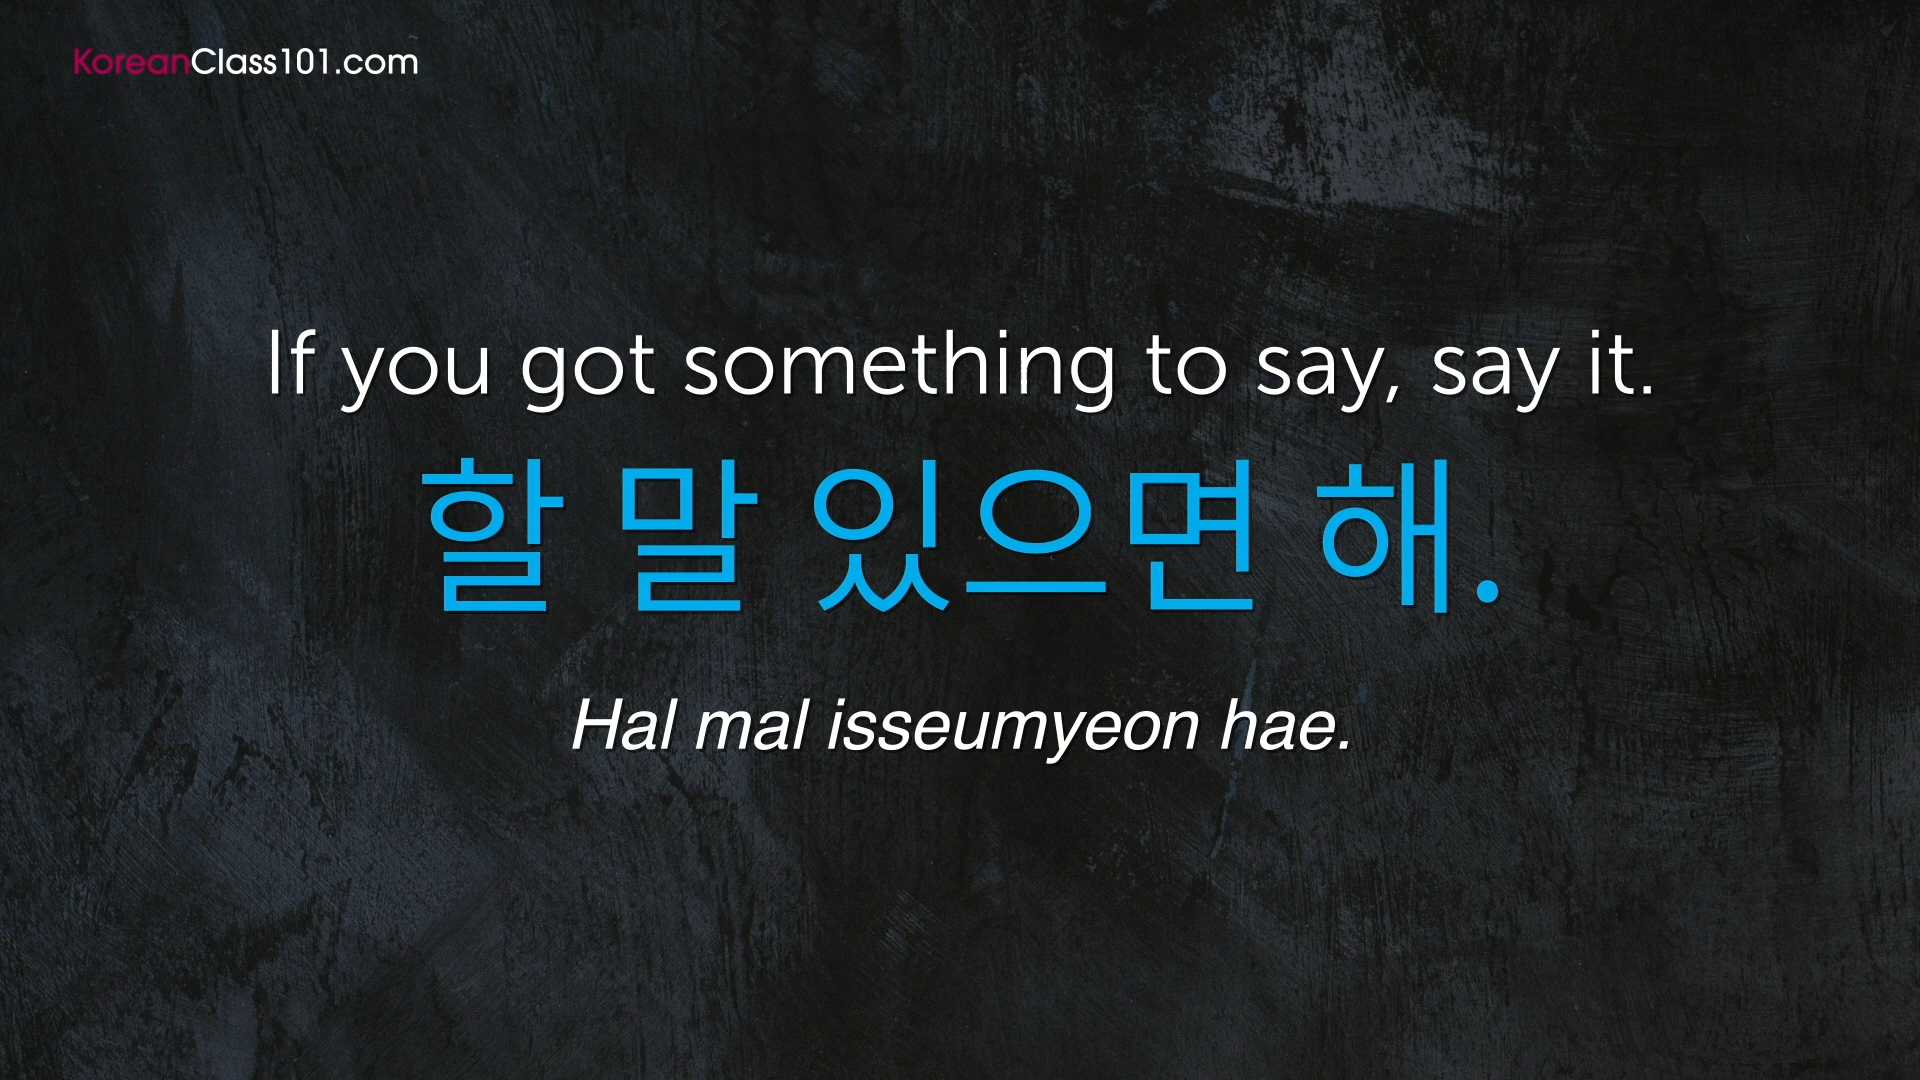 KoreanClass101.com
If you got something to say, say it.
할 말 있으면 해.
Hal mal isseumyeon hae.